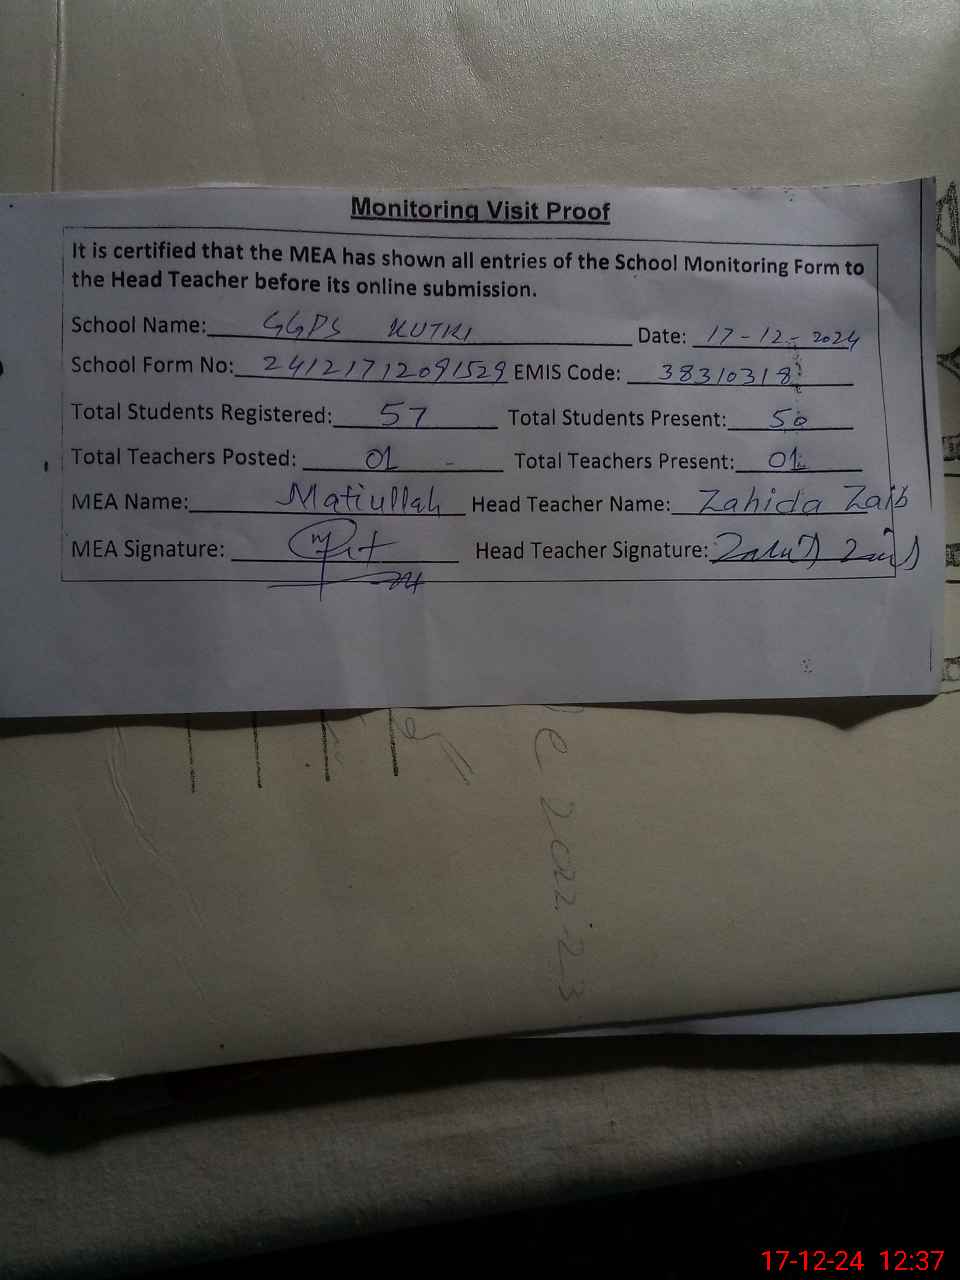 Monitoring Visit Proof
It is certified that the MEA has shown all entries of the School Monitoring Form to
the Head Teacher before its online submission.
School Name: GGPS KUTKI Date: 17-12-2024
School Form No: 24121712091529 EMIS Code: 38310318
Total Students Registered: 57 Total Students Present: 50
Total Teachers Posted: 01 Total Teachers Present: 01
MEA Name: Matiullah Head Teacher Name: Zahida Zaib
MEA Signature: Head Teacher Signature:
2022-23
17-12-24 12:37